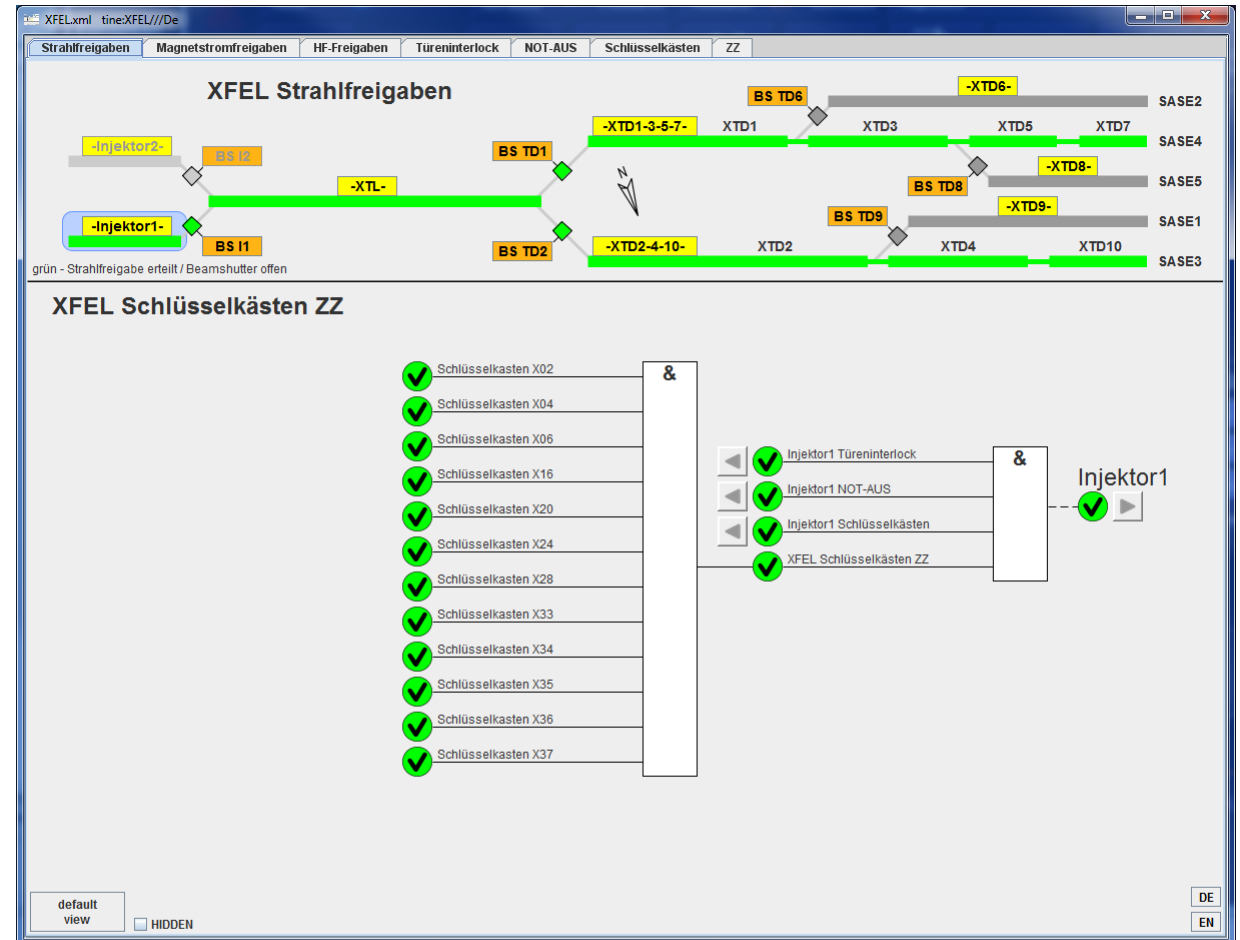 XFEL.xml tine:XFEL///De
Strahlfreigaben Magnetstromfreigaben HF-Freigaben Türeninterlock NOT-AUS Schlüsselkästen ZZ
XFEL Strahlfreigaben
BS TD6
-XTD6-
SASE2
-XTD1-3-5-7- XTD1 XTD3 XTD5 XTD7
SASE4
-Injektor2-
BS I2
BS TD1
N
-XTL-
BS TD8
-XTD8-
SASE5
-Injektor1-
BS I1
BS TD9
-XTD9-
SASE1
BS TD2
-XTD2-4-10- XTD2 XTD4 XTD10
SASE3
grün - Strahlfreigabe erteilt / Beamshutter offen
XFEL Schlüsselkästen ZZ
Schlüsselkasten X02
Schlüsselkasten X04
Schlüsselkasten X06
Schlüsselkasten X16
Schlüsselkasten X20
Schlüsselkasten X24
Schlüsselkasten X28
Schlüsselkasten X33
Schlüsselkasten X34
Schlüsselkasten X35
Schlüsselkasten X36
Schlüsselkasten X37
&
Injektor1 Türeninterlock
Injektor1 NOT-AUS
Injektor1 Schlüsselkästen
XFEL Schlüsselkästen ZZ
&
Injektor1
default
view
HIDDEN
DE
EN